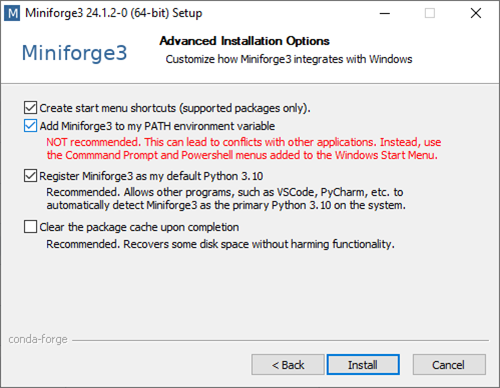 M Miniforge3 24.1.2-0 (64-bit) Setup
Advanced Installation Options
Miniforge3
Customize how Miniforge3 integrates with Windows
Create start menu shortcuts (supported packages only).
Add Miniforge3 to my PATH environment variable
NOT recommended. This can lead to conflicts with other applications. Instead, use
the Commmand Prompt and Powershell menus added to the Windows Start Menu.
Register Miniforge3 as my default Python 3.10
Recommended. Allows other programs, such as VSCode, PyCharm, etc. to
automatically detect Miniforge3 as the primary Python 3.10 on the system.
Clear the package cache upon completion
Recommended. Recovers some disk space without harming functionality.
conda-forge
< Back Install Cancel